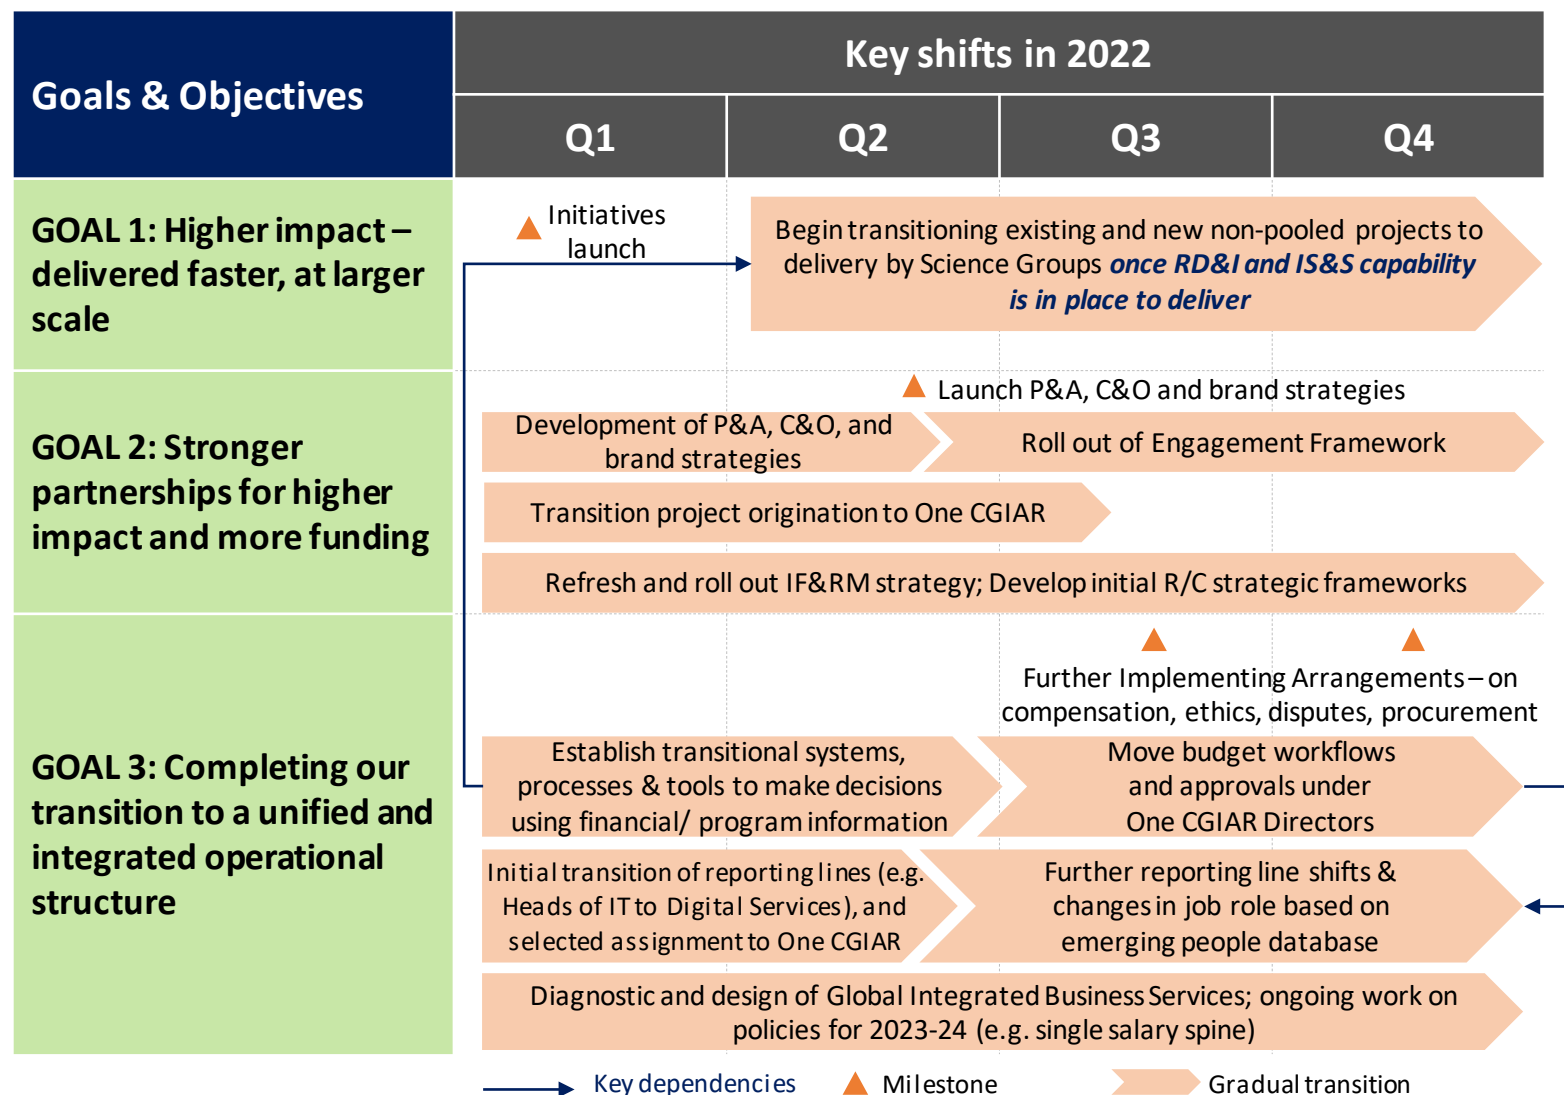 Goals & Objectives
Key shifts in 2022
Q1
Q2
Q3
Q4
GOAL 1: Higher impact –
delivered faster, at larger
scale
Initiatives
launch
Begin transitioning existing and new non-pooled projects to
delivery by Science Groups once RD&I and IS&S capability
is in place to deliver
GOAL 2: Stronger
partnerships for higher
impact and more funding
Launch P&A, C&O and brand strategies
Development of P&A, C&O, and
brand strategies
Roll out of Engagement Framework
Transition project origination to One CGIAR
Refresh and roll out IF&RM strategy; Develop initial R/C strategic frameworks
GOAL 3: Completing our
transition to a unified and
integrated operational
structure
Further Implementing Arrangements – on
compensation, ethics, disputes, procurement
Establish transitional systems,
processes & tools to make decisions
using financial/ program information
Move budget workflows
and approvals under
One CGIAR Directors
Initial transition of reporting lines (e.g.
Heads of IT to Digital Services), and
selected assignment to One CGIAR
Further reporting line shifts &
changes in job role based on
emerging people database
Diagnostic and design of Global Integrated Business Services; ongoing work on
policies for 2023-24 (e.g. single salary spine)
Key dependencies
Milestone
Gradual transition